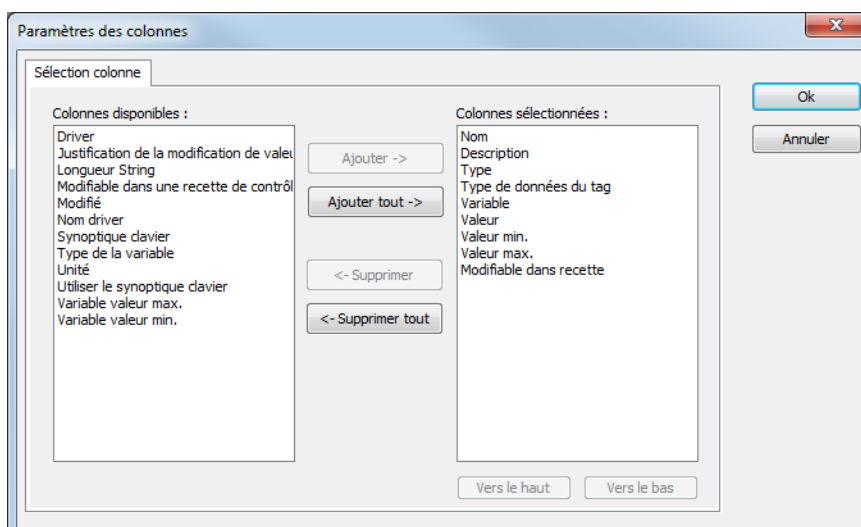 Paramètres des colonnes
Sélection colonne
Colonnes disponibles :
Driver
Justification de la modification de valeu
Longueur String
Modifiable dans une recette de contrôl
Modifié
Nom driver
Synoptique clavier
Type de la variable
Unité
Utiliser le synoptique clavier
Variable valeur max.
Variable valeur min.
Ajouter ->
Ajouter tout ->
<- Supprimer
<- Supprimer tout
Colonnes sélectionnées :
Nom
Description
Type
Type de données du tag
Variable
Valeur
Valeur min.
Valeur max.
Modifiable dans recette
Vers le haut
Vers le bas
Ok
Annuler